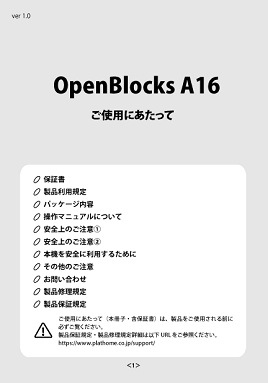 ver 1.0
OpenBlocks A16
ご使用にあたって
保証書
製品利用規定
パッケージ内容
操作マニュアルについて
安全上のご注意①
安全上のご注意②
本機を安全に利用するために
その他のご注意
お問い合わせ
製品修理規定
製品保証規定
ご使用にあたって（本冊子・含保証書）は、製品をご使用される前に
必ずご覧ください。
製品保証規定・製品修理規定詳細は以下 URL をご参照ください。
https://www.plathome.co.jp/support/
<1>